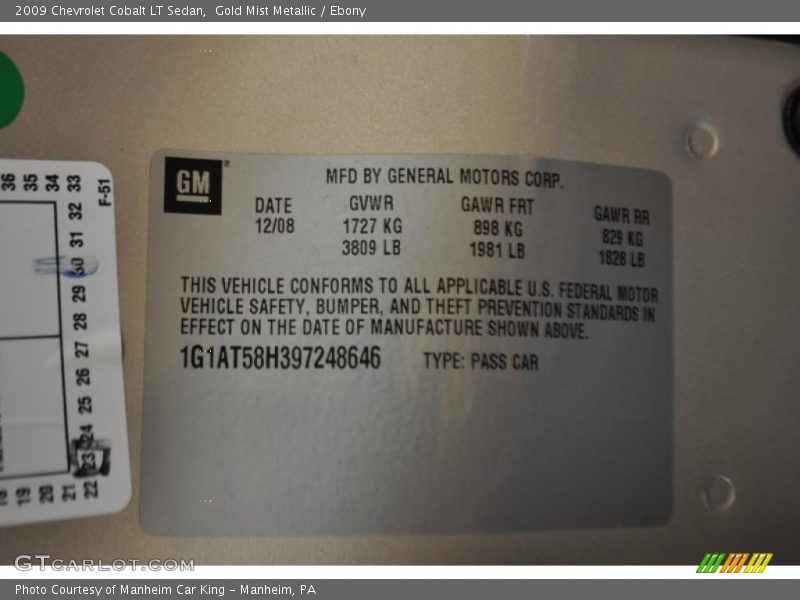 2009 Chevrolet Cobalt LT Sedan,  Gold Mist Metallic / Ebony
GM®
MFD BY GENERAL MOTORS CORP.
DATE GVWR GAWR FRT GAWR RR
12/08 1727 KG 898 KG 829 KG
3809 LB 1981 LB 1828 LB
THIS VEHICLE CONFORMS TO ALL APPLICABLE U.S. FEDERAL MOTOR
VEHICLE SAFETY, BUMPER, AND THEFT PREVENTION STANDARDS IN
EFFECT ON THE DATE OF MANUFACTURE SHOWN ABOVE.
1G1AT58H397248646 TYPE: PASS CAR
36 35 34 33
F-51
32
31
30
29
28
27
26
25
24
23
22
21
20
19
18
GTCARLOT.COM
Photo Courtesy of Manheim Car King – Manheim, PA